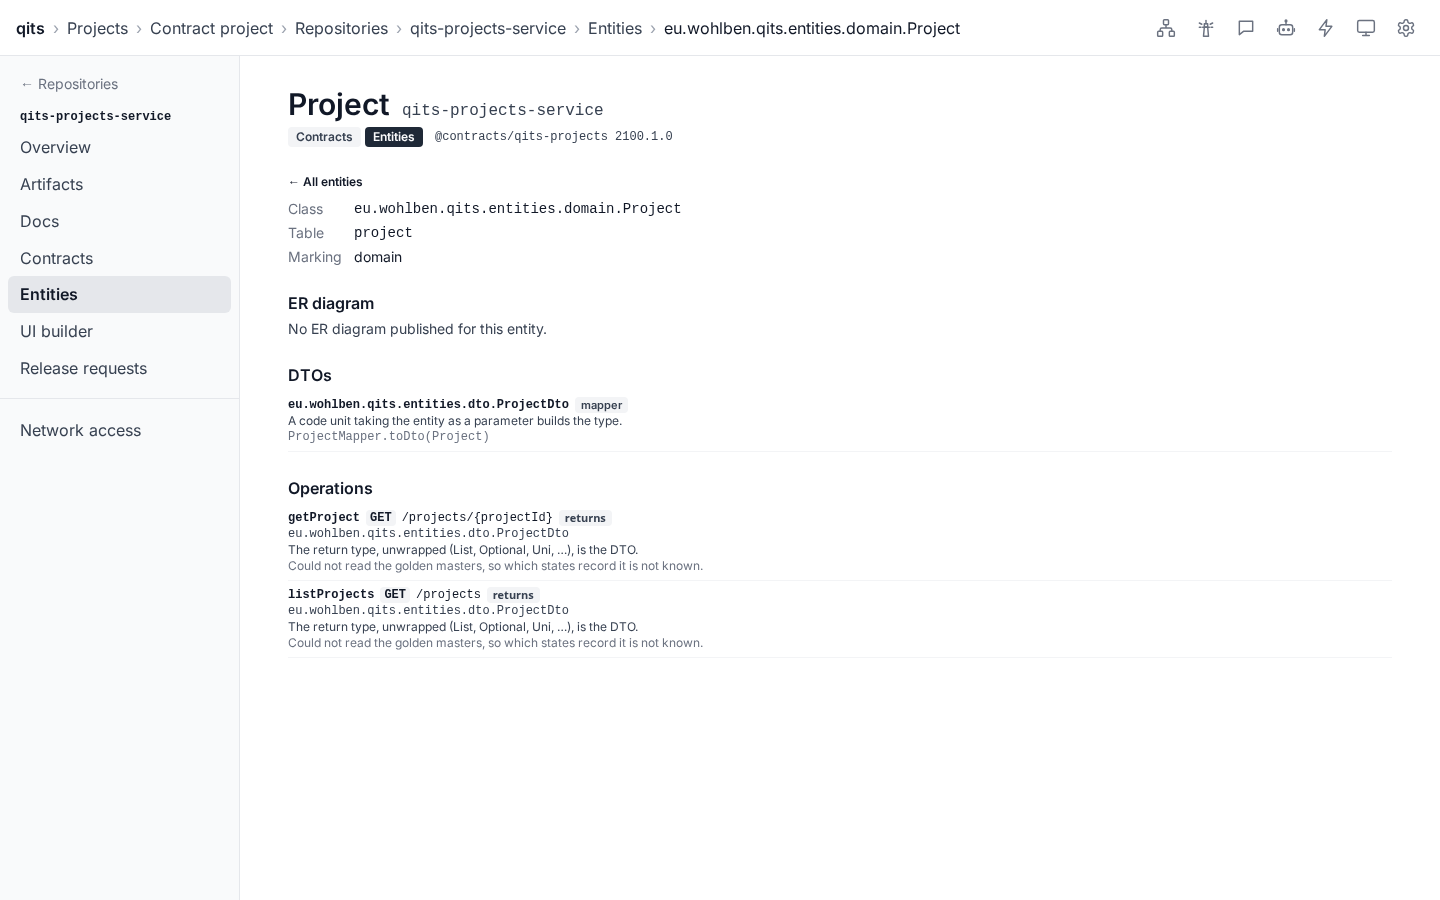 qits › Projects › Contract project › Repositories › qits-projects-service › Entities › eu.wohlben.qits.entities.domain.Project
← Repositories
qits-projects-service
Overview
Artifacts
Docs
Contracts
Entities
UI builder
Release requests
Network access
Project qits-projects-service
Contracts Entities @contracts/qits-projects 2100.1.0
← All entities
Class eu.wohlben.qits.entities.domain.Project
Table project
Marking domain
ER diagram
No ER diagram published for this entity.
DTOs
eu.wohlben.qits.entities.dto.ProjectDto mapper
A code unit taking the entity as a parameter builds the type.
ProjectMapper.toDto(Project)
Operations
getProject GET /projects/{projectId} returns
eu.wohlben.qits.entities.dto.ProjectDto
The return type, unwrapped (List, Optional, Uni, …), is the DTO.
Could not read the golden masters, so which states record it is not known.
listProjects GET /projects returns
eu.wohlben.qits.entities.dto.ProjectDto
The return type, unwrapped (List, Optional, Uni, …), is the DTO.
Could not read the golden masters, so which states record it is not known.